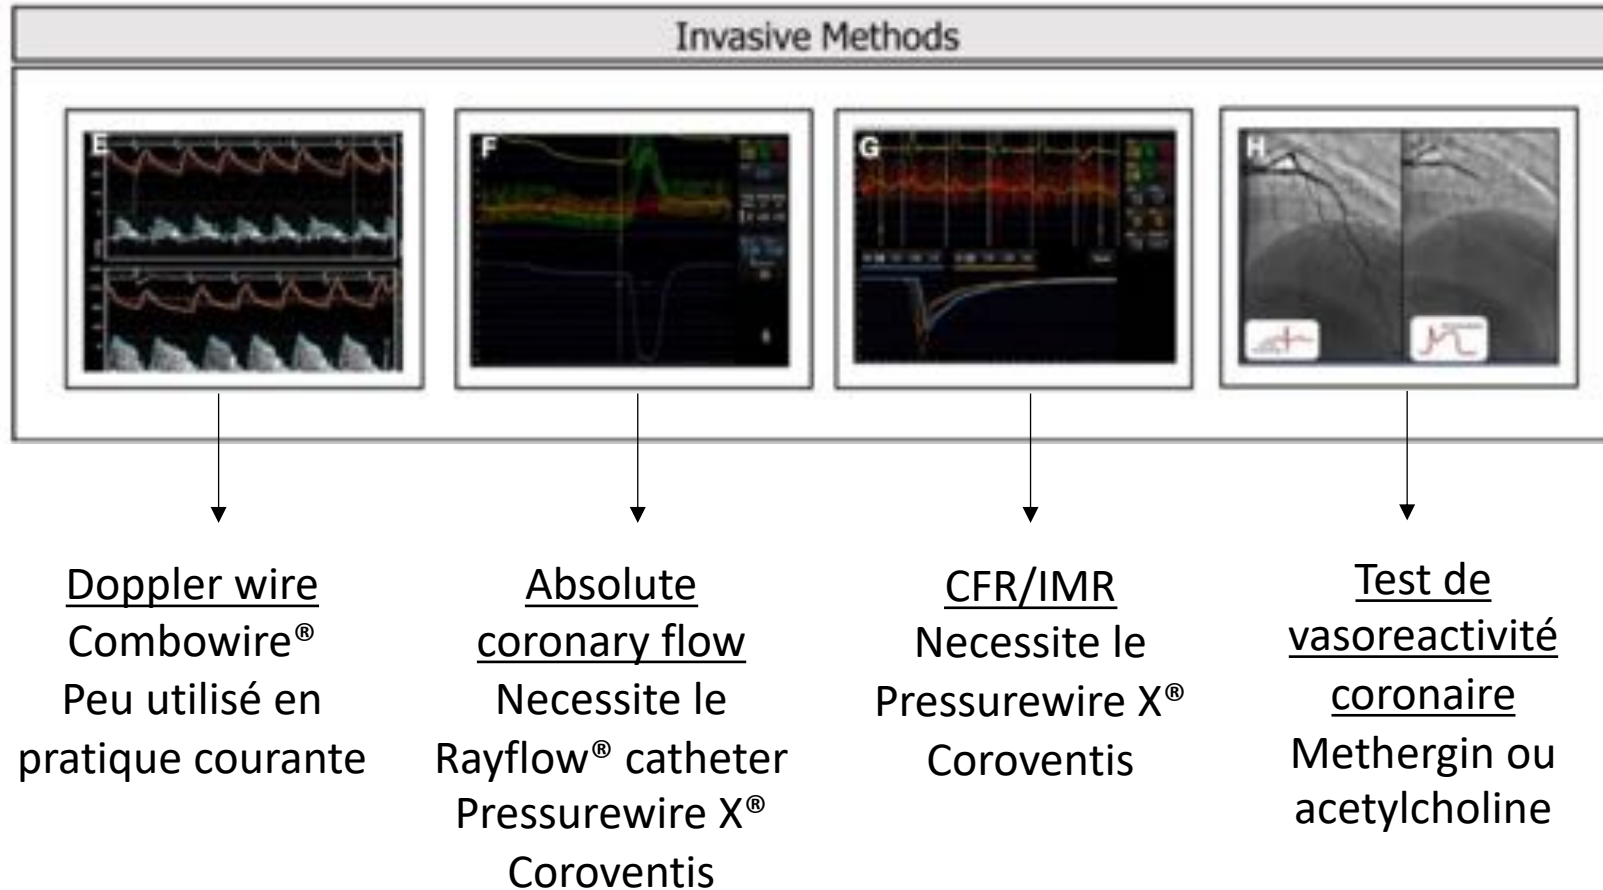 Invasive Methods
E
F
G
H
Doppler wire
Combowire®
Peu utilisé en
pratique courante
Absolute
coronary flow
Necessite le
Rayflow® catheter
Pressurewire X®
Coroventis
CFR/IMR
Necessite le
Pressurewire X®
Coroventis
Test de
vasoreactivité
coronaire
Methergin ou
acetylcholine